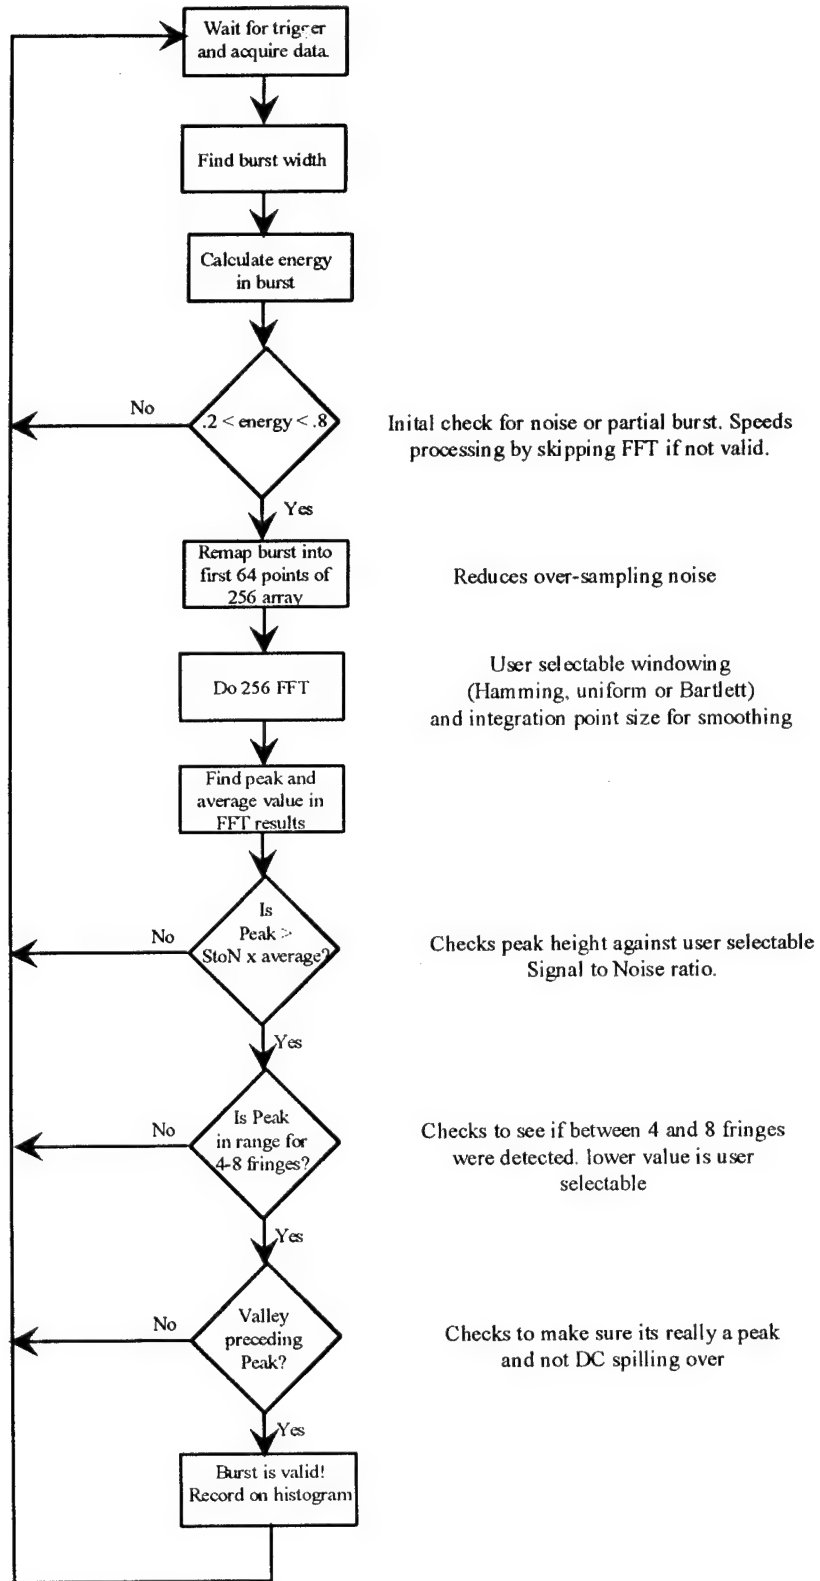 Wait for trigger
and acquire data.
Find burst width
Calculate energy
in burst
.2 < energy < .8
No
Inital check for noise or partial burst. Speeds
processing by skipping FFT if not valid.
Yes
Remap burst into
first 64 points of
256 array
Reduces over-sampling noise
Do 256 FFT
User selectable windowing
(Hamming, uniform or Bartlett)
and integration point size for smoothing
Find peak and
average value in
FFT results
Is
Peak >
StoN x average?
No
Checks peak height against user selectable
Signal to Noise ratio.
Yes
Is Peak
in range for
4-8 fringes?
No
Checks to see if between 4 and 8 fringes
were detected. lower value is user
selectable
Yes
Valley
preceding
Peak?
No
Checks to make sure its really a peak
and not DC spilling over
Yes
Burst is valid!
Record on histogram